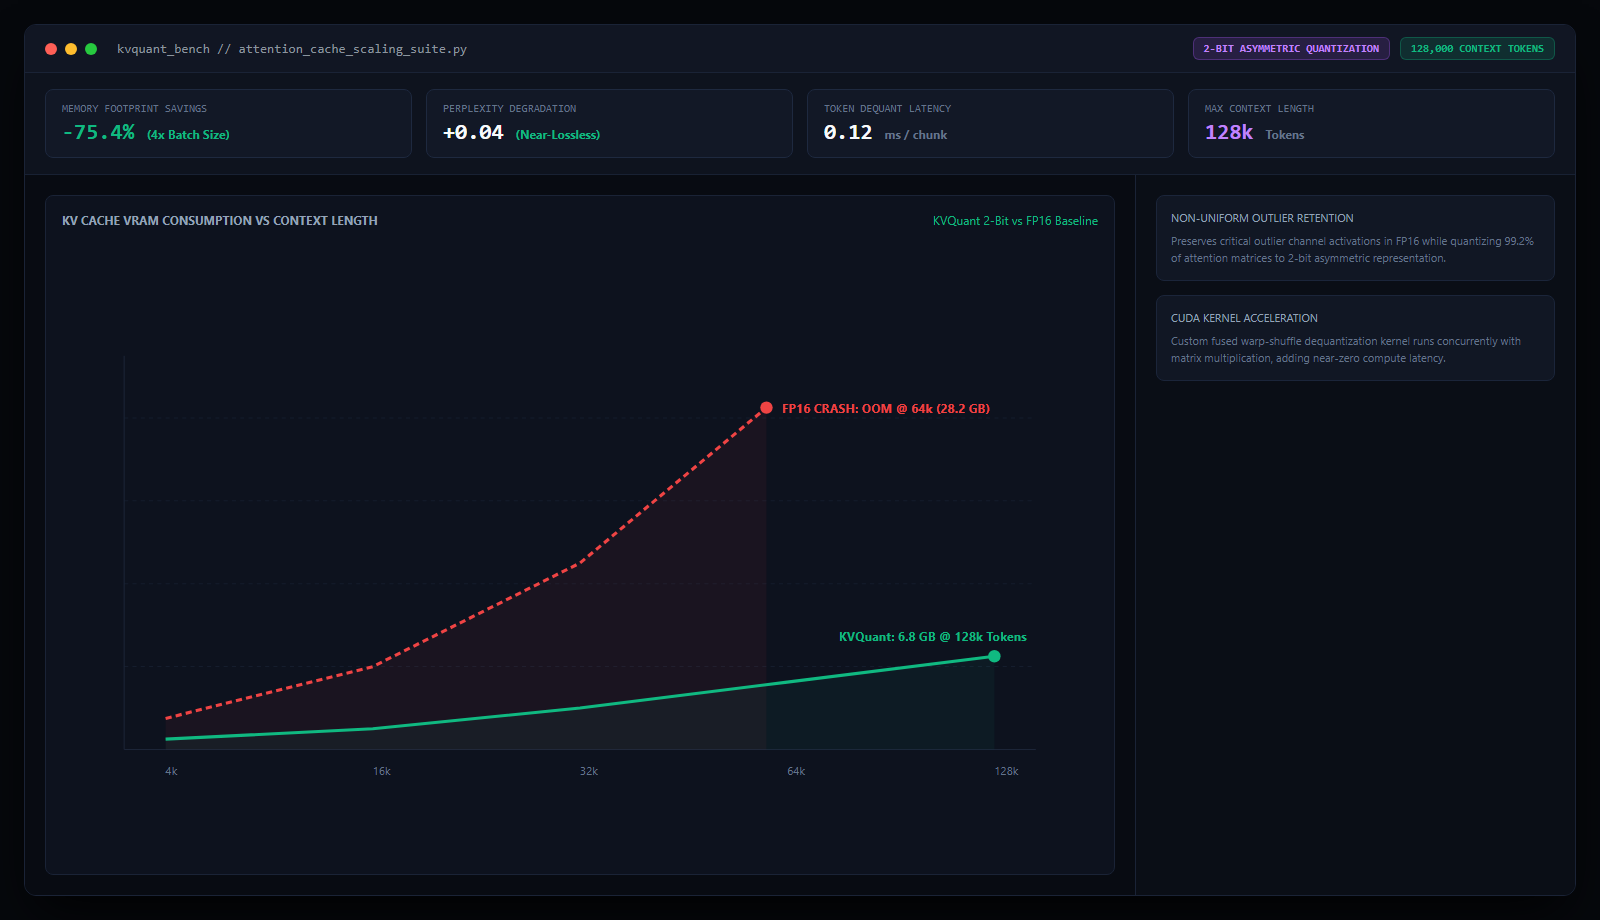 kvquant_bench // attention_cache_scaling_suite.py
2-BIT ASYMMETRIC QUANTIZATION
128,000 CONTEXT TOKENS
MEMORY FOOTPRINT SAVINGS
-75.4% (4x Batch Size)
PERPLEXITY DEGRADATION
+0.04 (Near-Lossless)
TOKEN DEQUANT LATENCY
0.12 ms / chunk
MAX CONTEXT LENGTH
128k Tokens
KV CACHE VRAM CONSUMPTION VS CONTEXT LENGTH
KVQuant 2-Bit vs FP16 Baseline
FP16 CRASH: OOM @ 64k (28.2 GB)
KVQuant: 6.8 GB @ 128k Tokens
4k
16k
32k
64k
128k
NON-UNIFORM OUTLIER RETENTION
Preserves critical outlier channel activations in FP16 while quantizing 99.2%
of attention matrices to 2-bit asymmetric representation.
CUDA KERNEL ACCELERATION
Custom fused warp-shuffle dequantization kernel runs concurrently with
matrix multiplication, adding near-zero compute latency.